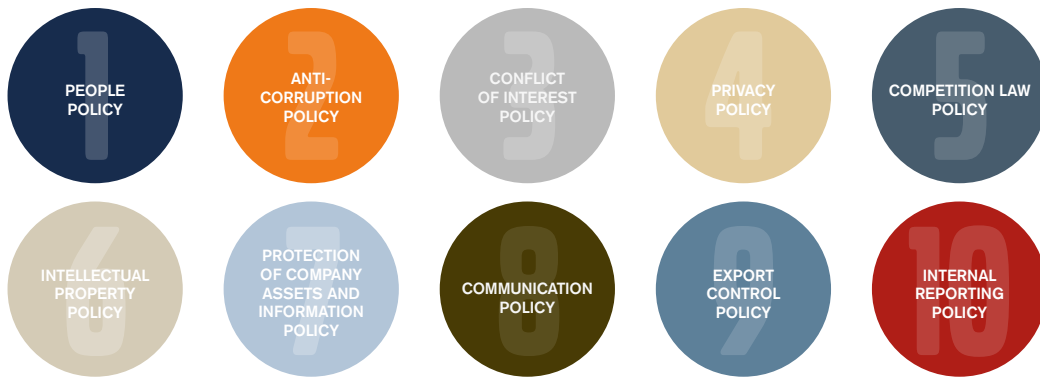 1
PEOPLE
POLICY
2
ANTI-
CORRUPTION
POLICY
3
CONFLICT
OF INTEREST
POLICY
4
PRIVACY
POLICY
5
COMPETITION LAW
POLICY
6
INTELLECTUAL
PROPERTY
POLICY
7
PROTECTION
OF COMPANY
ASSETS AND
INFORMATION
POLICY
8
COMMUNICATION
POLICY
9
EXPORT
CONTROL
POLICY
10
INTERNAL
REPORTING
POLICY